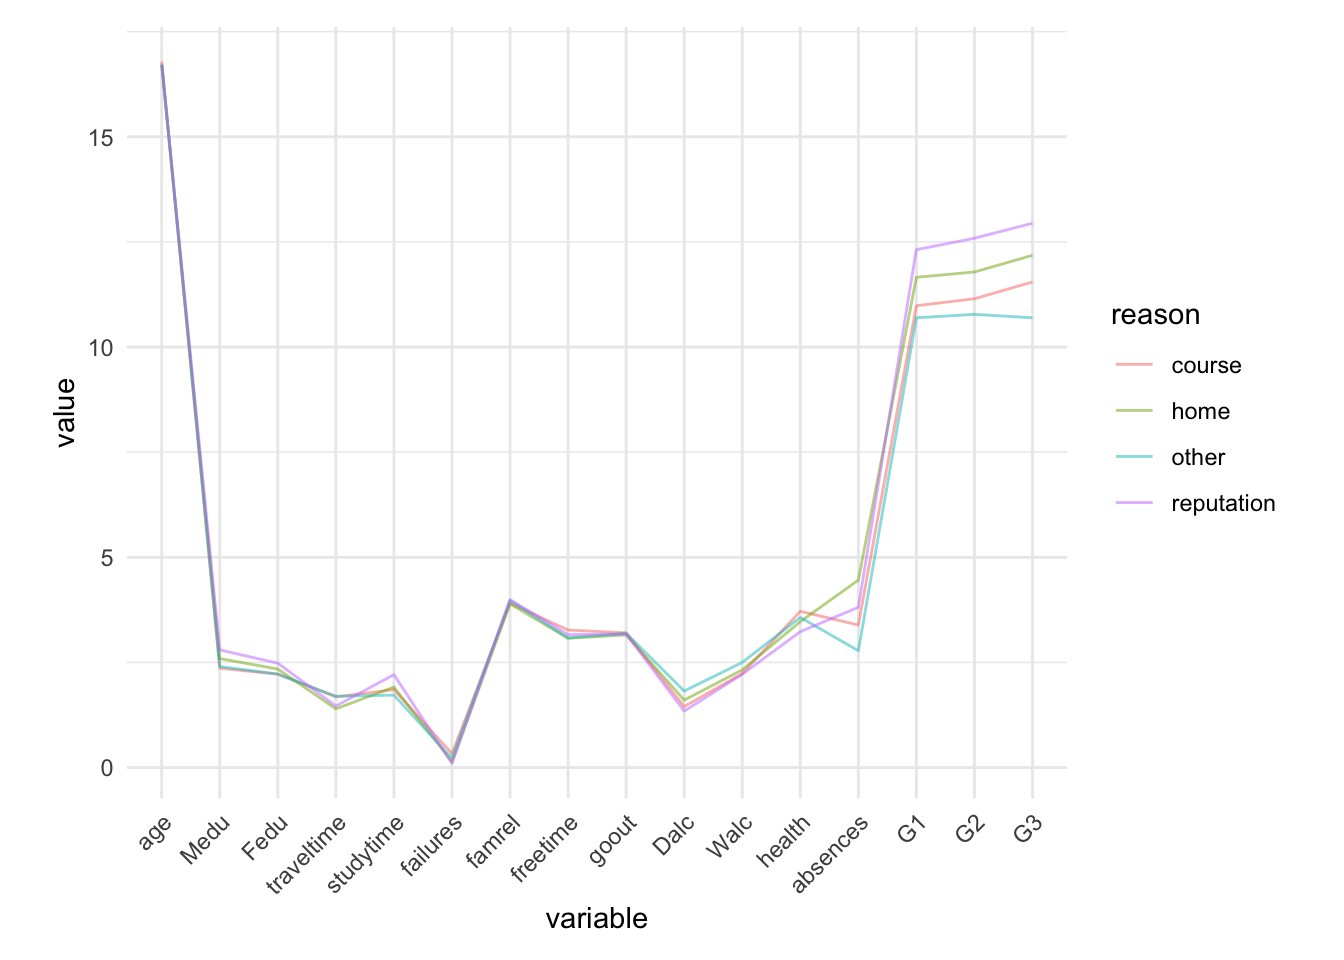 15
10
5
0
value
age
Medu
Fedu
traveltime
studytime
failures
famrel
freetime
goout
Dalc
Walc
health
absences
G1
G2
G3
variable
reason
course
home
other
reputation